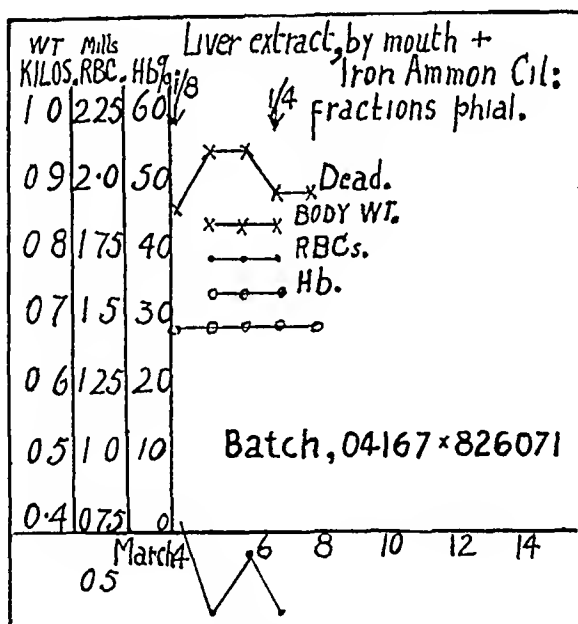 WT Mills Liver extract, by mouth +
KILOS. RBC. Hb% 1/8 Iron Ammon Cil:
1/4 fractions phial.
1 0 2 25 60
0 9 2·0 50 Dead.
BODY WT.
0 8 1 75 40 RBCs.
Hb.
0 7 1 5 30
0 6 1 25 20
0 5 1 0 10 Batch, 04167 × 826071
0·4 0 75 0
March 4 6 8 10 12 14
0 5